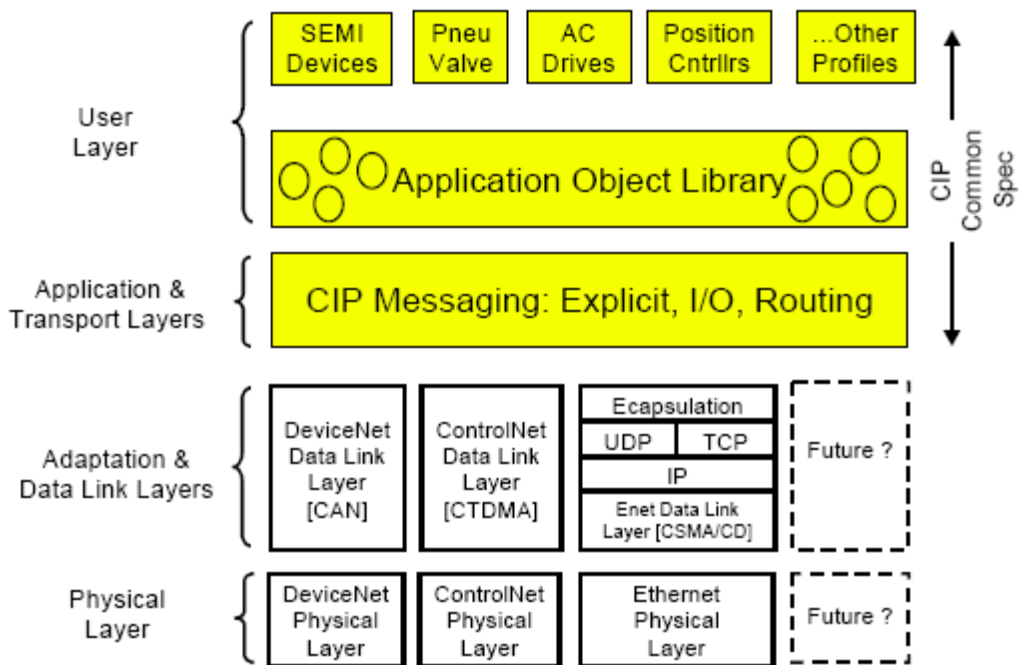 SEMI
Devices
Pneu
Valve
AC
Drives
Position
Cntrllrs
...Other
Profiles
User
Layer
Application Object Library
CIP
Common
Spec
Application &
Transport Layers
CIP Messaging: Explicit, I/O, Routing
Adaptation &
Data Link Layers
DeviceNet
Data Link
Layer
[CAN]
ControlNet
Data Link
Layer
[CTDMA]
Ecapsulation
UDP
TCP
IP
Enet Data Link
Layer [CSMA/CD]
Future ?
Physical
Layer
DeviceNet
Physical
Layer
ControlNet
Physical
Layer
Ethernet
Physical
Layer
Future ?